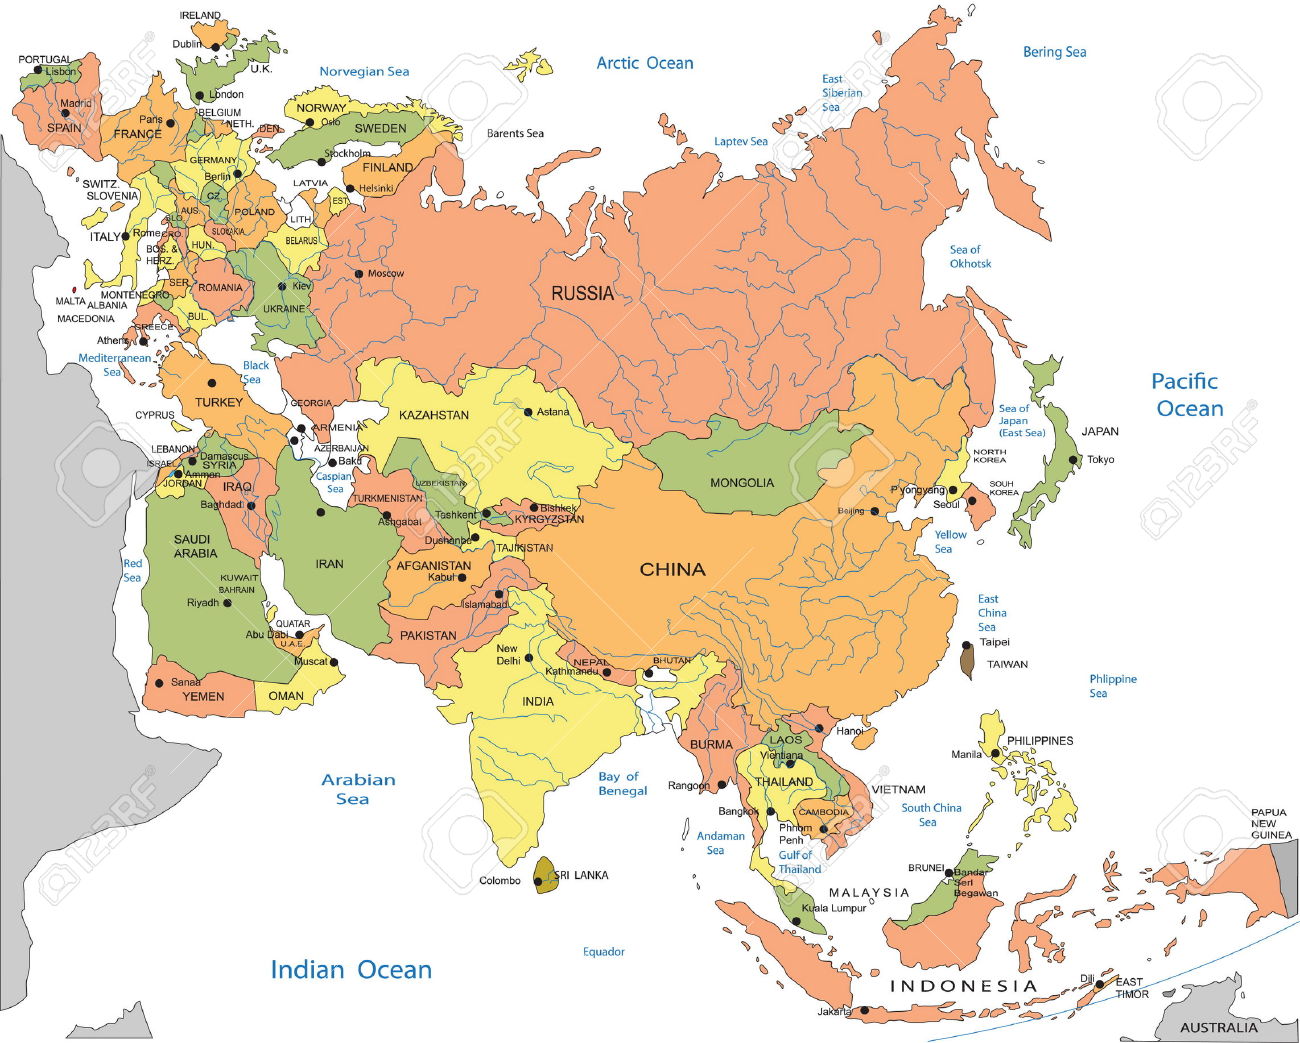 IRELAND
Dublin
U.K.
London
PORTUGAL
Lisbon
Madrid
SPAIN
Paris
FRANCE
BELGIUM
NETH.
DEN.
GERMANY
Berlin
Norvegian Sea
NORWAY
Oslo
SWEDEN
Stockholm
FINLAND
Helsinki
Barents Sea
Arctic Ocean
Laptev Sea
East
Siberian
Sea
Bering Sea
SWITZ.
SLOVENIA
ITALY
Rome
CZ.
AUS.
SLO.
CRO.
POLAND
SLOVAKIA
HUN.
BOS. &
HERZ.
LATVIA
EST.
LITH.
BELARUS
Moscow
RUSSIA
Sea of
Okhotsk
MALTA
ALBANIA
MONTENEGRO
MACEDONIA
SER.
ROMANIA
BUL.
Kiev
UKRAINE
GREECE
Athens
Mediterranean
Sea
Black
Sea
TURKEY
CYPRUS
GEORGIA
ARMENIA
AZERBAIJAN
Baku
Caspian
Sea
KAZAHSTAN
Astana
MONGOLIA
Sea of
Japan
(East Sea)
JAPAN
Tokyo
Pacific
Ocean
NORTH
KOREA
P'yongyang
SOUH
KOREA
Seoul
Beijing
Yellow
Sea
LEBANON
Damascus
ISRAEL
SYRIA
Amman
JORDAN
IRAQ
Baghdad
TURKMENISTAN
Ashgabat
UZBEKISTAN
Tashkent
Bishkek
KYRGYZSTAN
Dushanbe
TAJIKISTAN
SAUDI
ARABIA
Red
Sea
IRAN
AFGANISTAN
Kabul
Islamabad
PAKISTAN
CHINA
KUWAIT
BAHRAIN
Riyadh
QUATAR
Abu Dabi
U.A.E.
Muscat
OMAN
Sanaa
YEMEN
New
Delhi
INDIA
NEPAL
Kathmandu
BHUTAN
East
China
Sea
Taipei
TAIWAN
Phlippine
Sea
BURMA
Rangoon
LAOS
Vientiana
Hanoi
THAILAND
Bangkok
CAMBODIA
Phnom
Penh
VIETNAM
Manila
PHILIPPINES
South China
Sea
Arabian
Sea
Bay of
Benegal
Andaman
Sea
Gulf of
Thailand
Colombo
SRI LANKA
MALAYSIA
Kuala Lumpur
BRUNEI
Bandar
Seri
Begawan
PAPUA
NEW
GUINEA
Indian Ocean
Equador
INDONESIA
Jakarta
Dili
EAST
TIMOR
AUSTRALIA
123RF